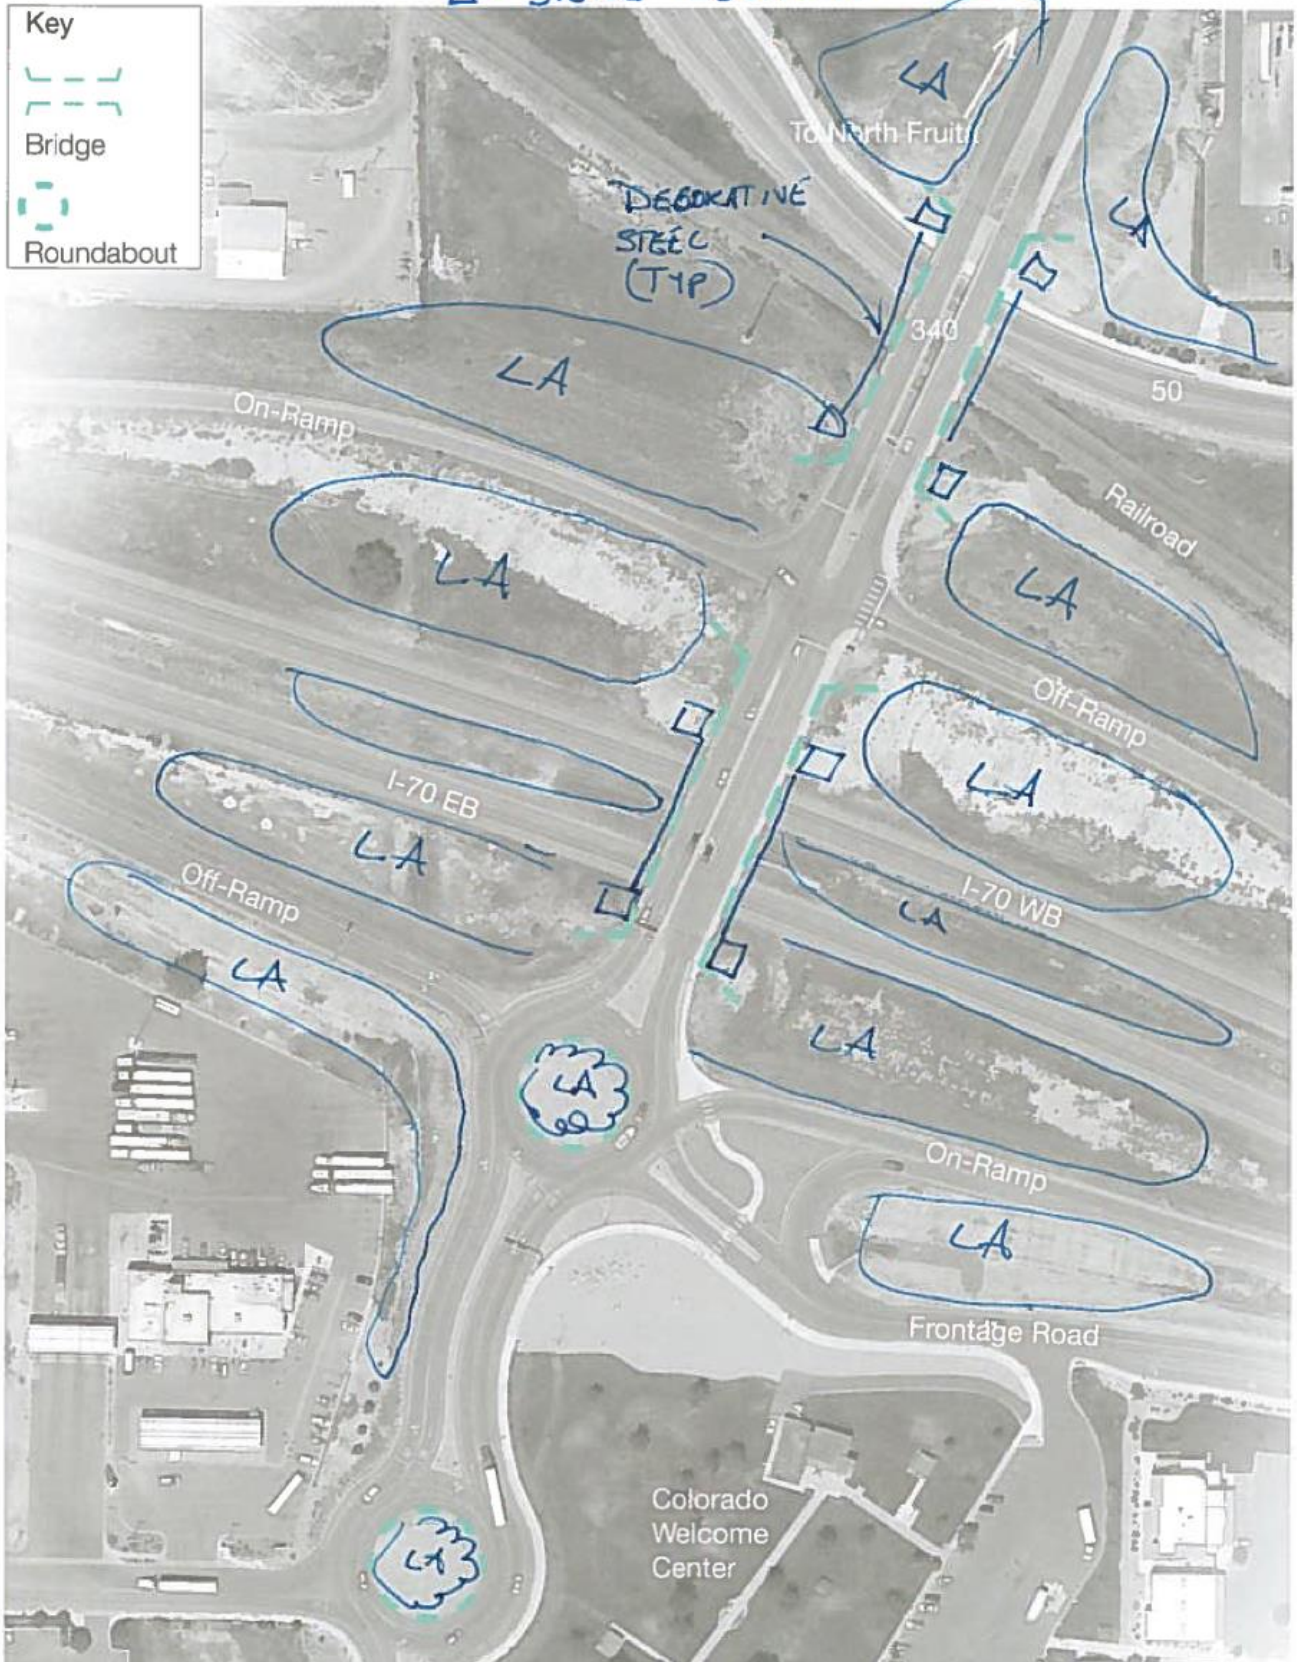 Key
Bridge
Roundabout
LA
To North Fruita
LA
DECORATIVE
STEEL
(TYP)
340
50
LA
On-Ramp
Railroad
LA
LA
Off-Ramp
LA
I-70 EB
LA
I-70 WB
LA
Off-Ramp
LA
LA
LA
On-Ramp
LA
Frontage Road
Colorado
Welcome
Center
LA